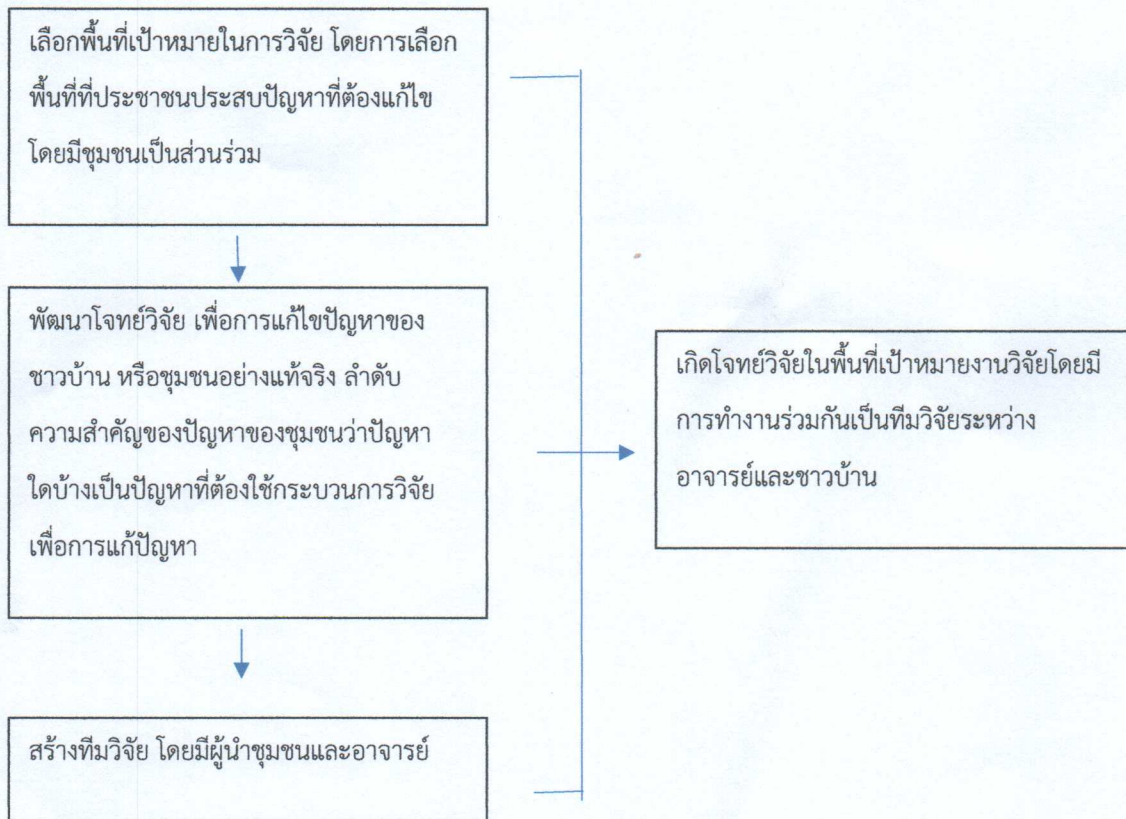 เลือกพื้นที่เป้าหมายในการวิจัย โดยการเลือก
พื้นที่ที่ประชาชนประสบปัญหาที่ต้องแก้ไข
โดยมีชุมชนเป็นส่วนร่วม
พัฒนาโจทย์วิจัย เพื่อการแก้ไขปัญหาของ
ชาวบ้าน หรือชุมชนอย่างแท้จริง ลำดับ
ความสำคัญของปัญหาของชุมชนว่าปัญหา
ใดบ้างเป็นปัญหาที่ต้องใช้กระบวนการวิจัย
เพื่อการแก้ปัญหา
สร้างทีมวิจัย โดยมีผู้นำชุมชนและอาจารย์
เกิดโจทย์วิจัยในพื้นที่เป้าหมายงานวิจัยโดยมี
การทำงานร่วมกันเป็นทีมวิจัยระหว่าง
อาจารย์และชาวบ้าน